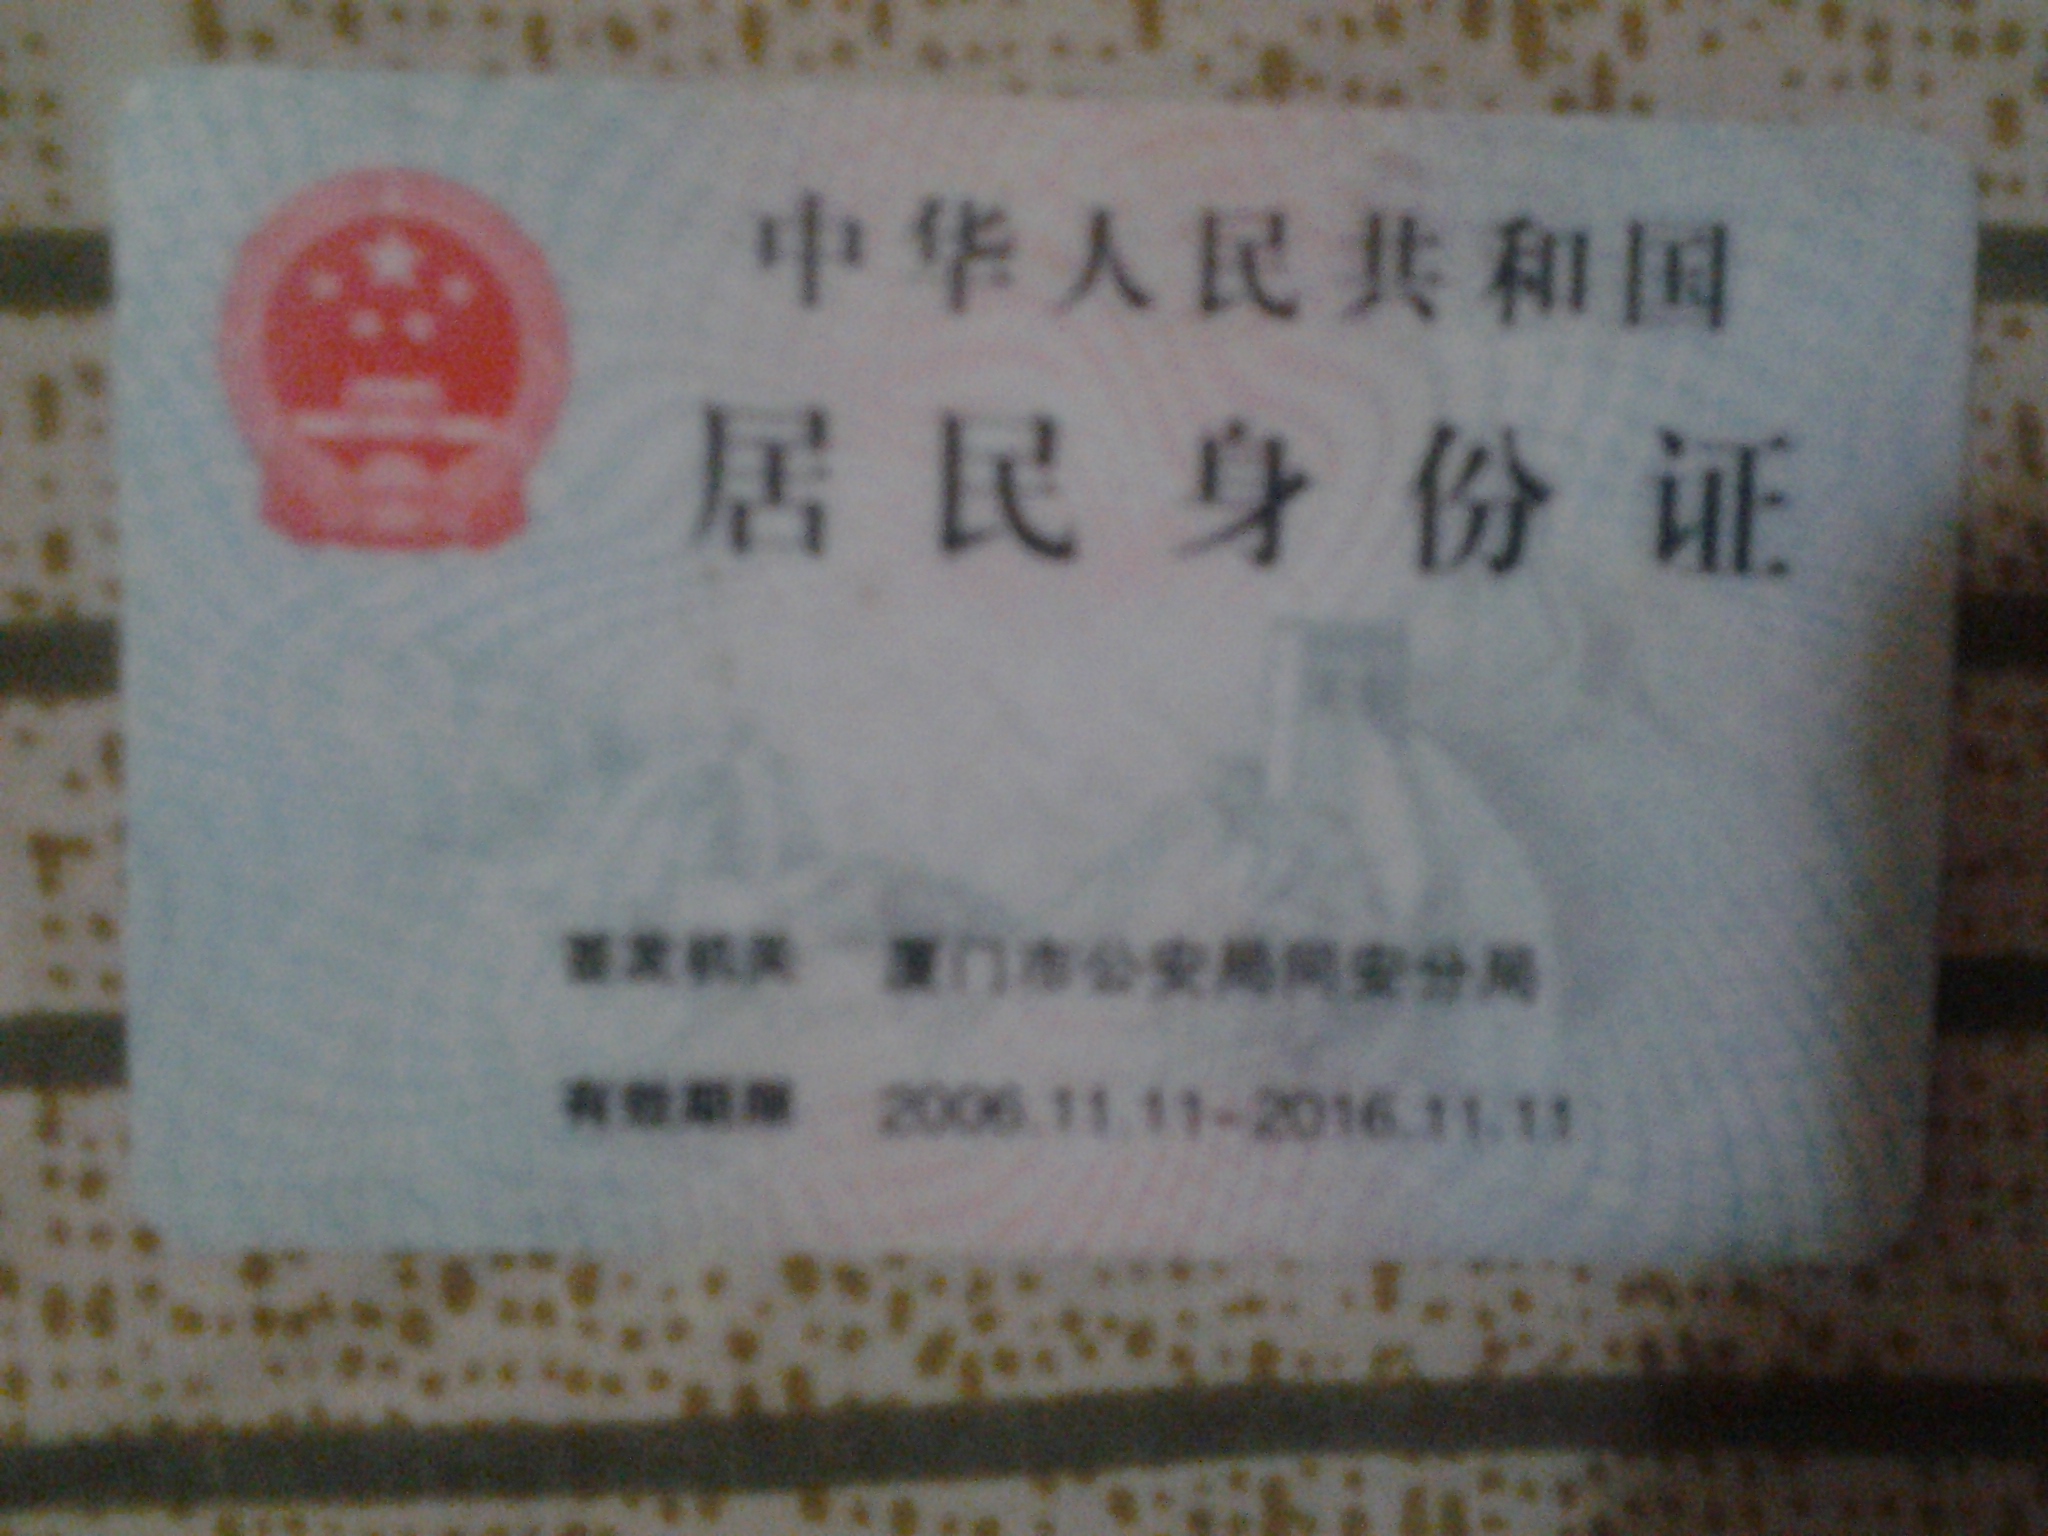 中华人民共和国
居民身份证
签发机关 厦门市公安局同安分局
有效期限 2006.11.11-2016.11.11